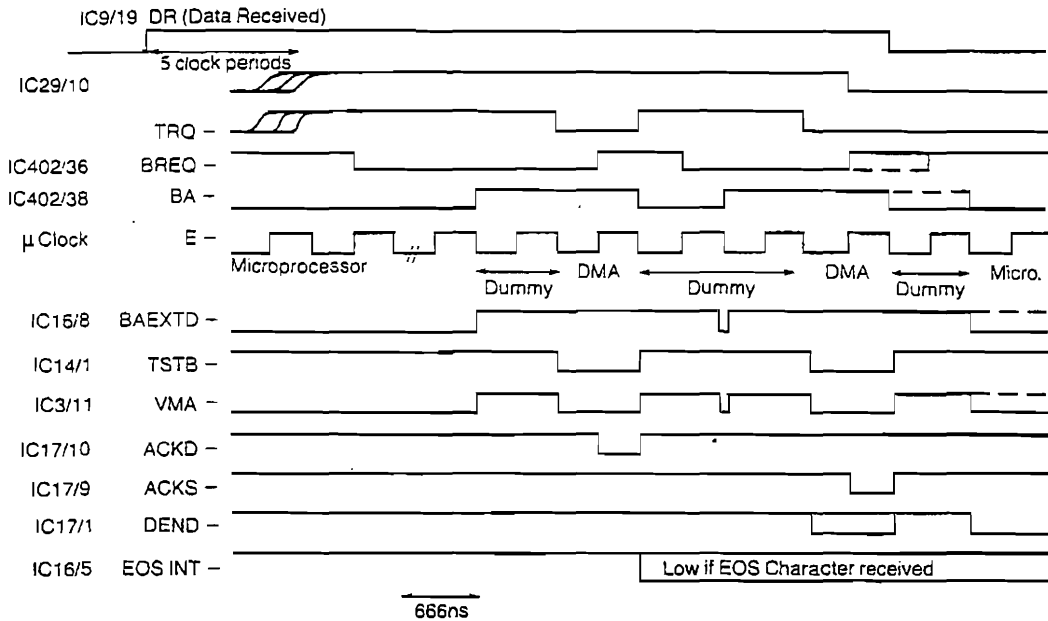 IC9/19 DR (Data Received)
5 clock periods
IC29/10
TRQ –
IC402/36 BREQ –
IC402/38 BA –
μ Clock E –
Microprocessor // DMA DMA Micro.
Dummy Dummy Dummy
IC16/8 BAEXTD –
IC14/1 TSTB –
IC3/11 VMA –
IC17/10 ACKD –
IC17/9 ACKS –
IC17/1 DEND –
IC16/5 EOS INT – Low if EOS Character received
666ns